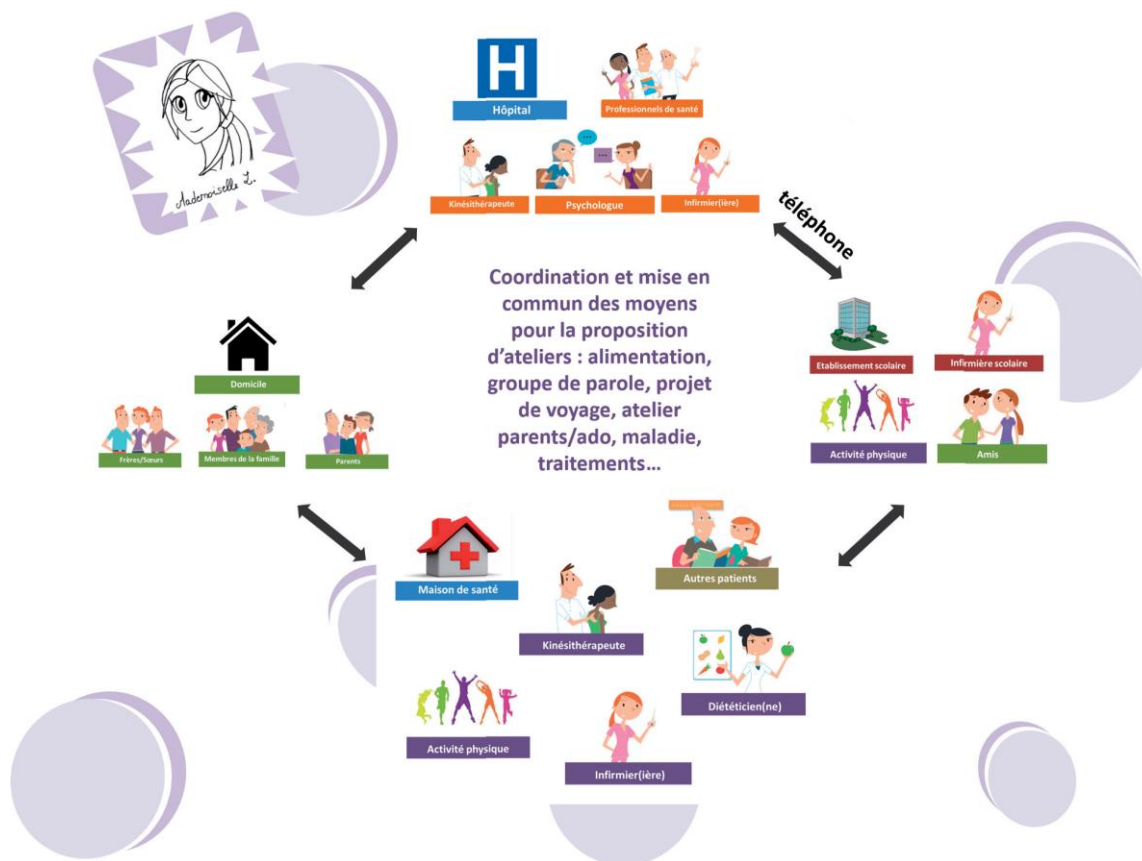 H
Hôpital
Professionnels de santé
Kinésithérapeute
Psychologue
Infirmier(ière)
Mademoiselle L.
téléphone
Coordination et mise en
commun des moyens
pour la proposition
d'ateliers : alimentation,
groupe de parole, projet
de voyage, atelier
parents/ado, maladie,
traitements...
Domicile
Frères/Sœurs
Membres de la famille
Parents
Etablissement scolaire
Infirmière scolaire
Activité physique
Amis
Maison de santé
Autres patients
Kinésithérapeute
Diététicien(ne)
Activité physique
Infirmier(ière)